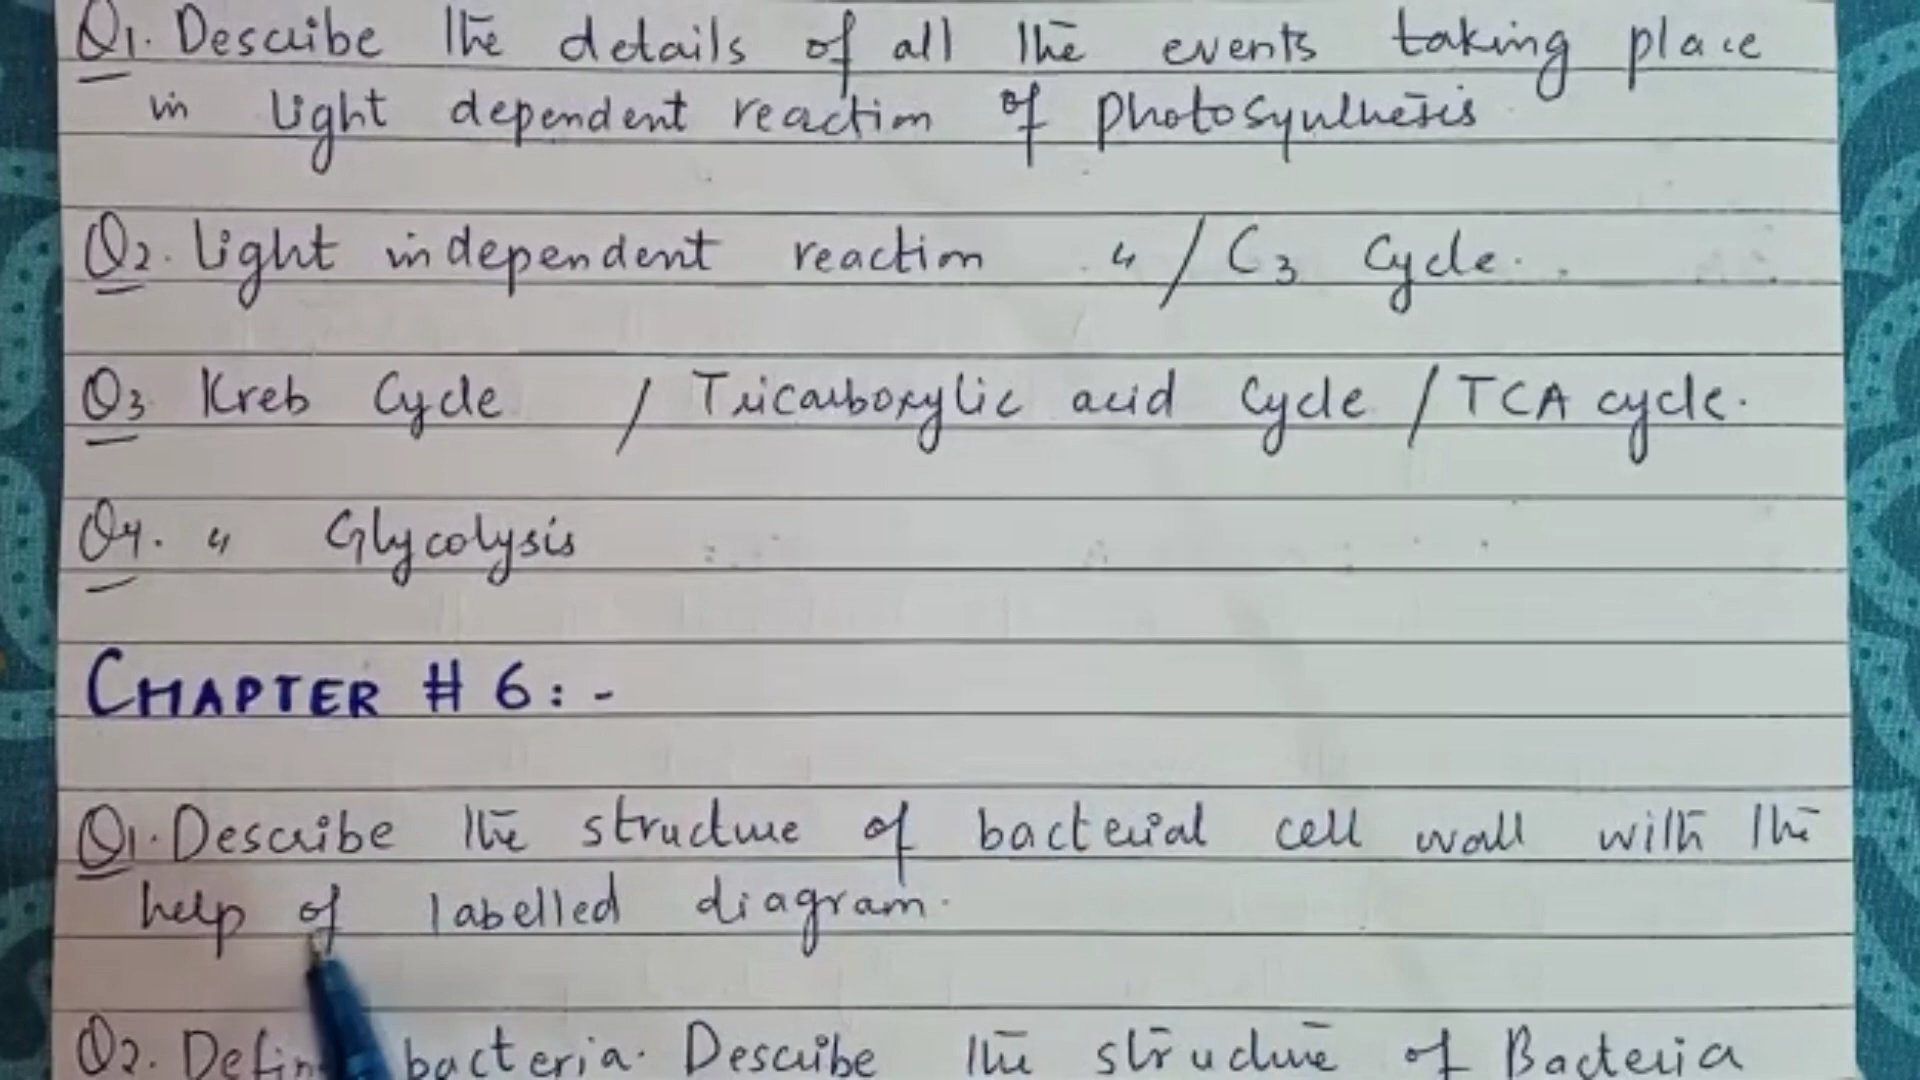 Q1. Describe the details of all the events taking place
in light dependent reaction of photosynthesis
Q2. light independent reaction " / C3 Cycle.
Q3 Kreb Cycle / Tricarboxylic acid Cycle / TCA cycle.
Q4. " Glycolysis
CHAPTER # 6:-
Q1. Describe the structure of bacterial cell wall with the
help of labelled diagram.
Q2. Define bacteria. Describe the structure of Bacteria